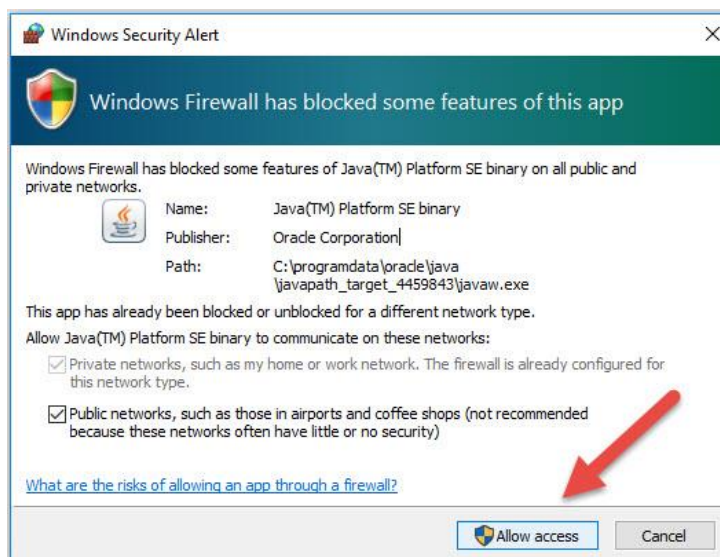 Windows Security Alert
Windows Firewall has blocked some features of this app
Windows Firewall has blocked some features of Java(TM) Platform SE binary on all public and
private networks.
Name: Java(TM) Platform SE binary
Publisher: Oracle Corporation
Path: C:\programdata\oracle\java
\javapath_target_4459843\javaw.exe
This app has already been blocked or unblocked for a different network type.
Allow Java(TM) Platform SE binary to communicate on these networks:
Private networks, such as my home or work network. The firewall is already configured for
this network type.
Public networks, such as those in airports and coffee shops (not recommended
because these networks often have little or no security)
What are the risks of allowing an app through a firewall?
Allow access Cancel